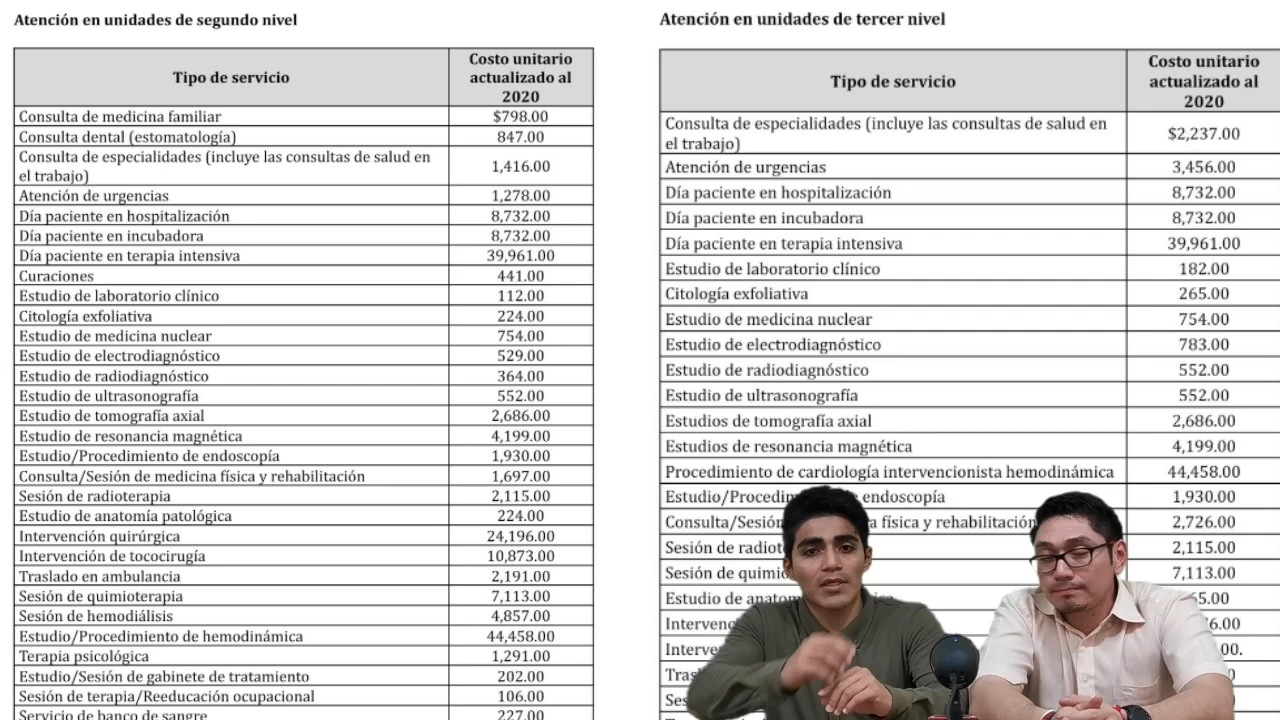 Atención en unidades de segundo nivel
Tipo de servicio
Costo unitario
actualizado al
2020
Consulta de medicina familiar $798.00
Consulta dental (estomatología) 847.00
Consulta de especialidades (incluye las consultas de salud en
el trabajo) 1,416.00
Atención de urgencias 1,278.00
Día paciente en hospitalización 8,732.00
Día paciente en incubadora 8,732.00
Día paciente en terapia intensiva 39,961.00
Curaciones 441.00
Estudio de laboratorio clínico 112.00
Citología exfoliativa 224.00
Estudio de medicina nuclear 754.00
Estudio de electrodiagnóstico 529.00
Estudio de radiodiagnóstico 364.00
Estudio de ultrasonografía 552.00
Estudio de tomografía axial 2,686.00
Estudio de resonancia magnética 4,199.00
Estudio/Procedimiento de endoscopía 1,930.00
Consulta/Sesión de medicina física y rehabilitación 1,697.00
Sesión de radioterapia 2,115.00
Estudio de anatomía patológica 224.00
Intervención quirúrgica 24,196.00
Intervención de tococirugía 10,873.00
Traslado en ambulancia 2,191.00
Sesión de quimioterapia 7,113.00
Sesión de hemodiálisis 4,857.00
Estudio/Procedimiento de hemodinámica 44,458.00
Terapia psicológica 1,291.00
Estudio/Sesión de gabinete de tratamiento 202.00
Sesión de terapia/Reeducación ocupacional 106.00
Servicio de banco de sangre 227.00
Atención en unidades de tercer nivel
Tipo de servicio
Costo unitario
actualizado al
2020
Consulta de especialidades (incluye las consultas de salud en
el trabajo) $2,237.00
Atención de urgencias 3,456.00
Día paciente en hospitalización 8,732.00
Día paciente en incubadora 8,732.00
Día paciente en terapia intensiva 39,961.00
Estudio de laboratorio clínico 182.00
Citología exfoliativa 265.00
Estudio de medicina nuclear 754.00
Estudio de electrodiagnóstico 783.00
Estudio de radiodiagnóstico 552.00
Estudio de ultrasonografía 552.00
Estudios de tomografía axial 2,686.00
Estudios de resonancia magnética 4,199.00
Procedimiento de cardiología intervencionista hemodinámica 44,458.00
endoscopía 1,930.00
Consulta/Sesión física y rehabilitación 2,726.00
Sesión de 2,115.00
Sesión de 7,113.00
Estudio de